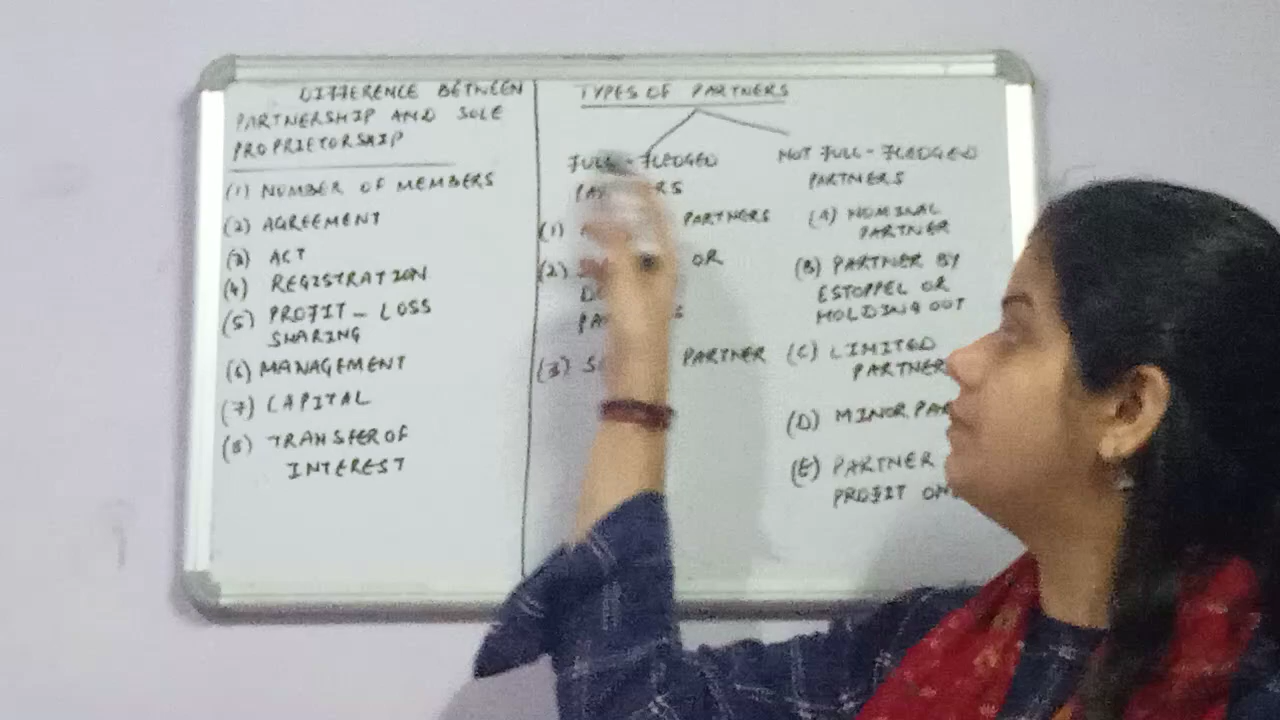 DIFFERENCE BETWEEN
PARTNERSHIP AND SOLE
PROPRIETORSHIP
(1) NUMBER OF MEMBERS
(2) AGREEMENT
(3) ACT
(4) REGISTRATION
(5) PROFIT - LOSS
SHARING
(6) MANAGEMENT
(7) CAPITAL
(8) TRANSFER OF
INTEREST
TYPES OF PARTNERS
FULL - FLEDGED
(1) PARTNERS
(2) OR
(3) PARTNER
NOT FULL - FLEDGED
PARTNERS
(A) NOMINAL
PARTNER
(B) PARTNER BY
ESTOPPEL OR
HOLDING OUT
(C) LIMITED
PARTNER
(D) MINOR
(E) PARTNER
PROFIT